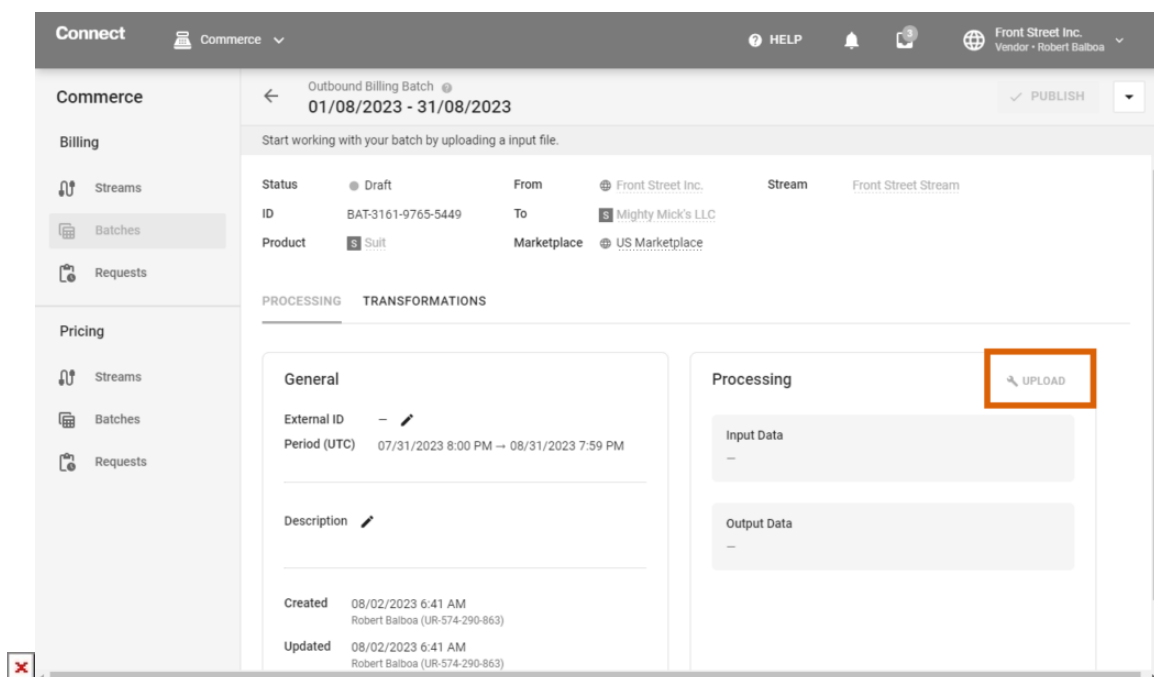 Connect
Commerce
HELP
3
Front Street Inc.
Vendor • Robert Balboa
Commerce
Billing
Streams
Batches
Requests
Pricing
Streams
Batches
Requests
Outbound Billing Batch
01/08/2023 - 31/08/2023
PUBLISH
Start working with your batch by uploading a input file.
Status Draft From Front Street Inc. Stream Front Street Stream
ID BAT-3161-9765-5449 To S Mighty Mick's LLC
Product S Suit Marketplace US Marketplace
PROCESSING TRANSFORMATIONS
General
External ID –
Period (UTC) 07/31/2023 8:00 PM → 08/31/2023 7:59 PM
Description
Created 08/02/2023 6:41 AM
Robert Balboa (UR-574-290-863)
Updated 08/02/2023 6:41 AM
Robert Balboa (UR-574-290-863)
Processing
UPLOAD
Input Data
–
Output Data
–